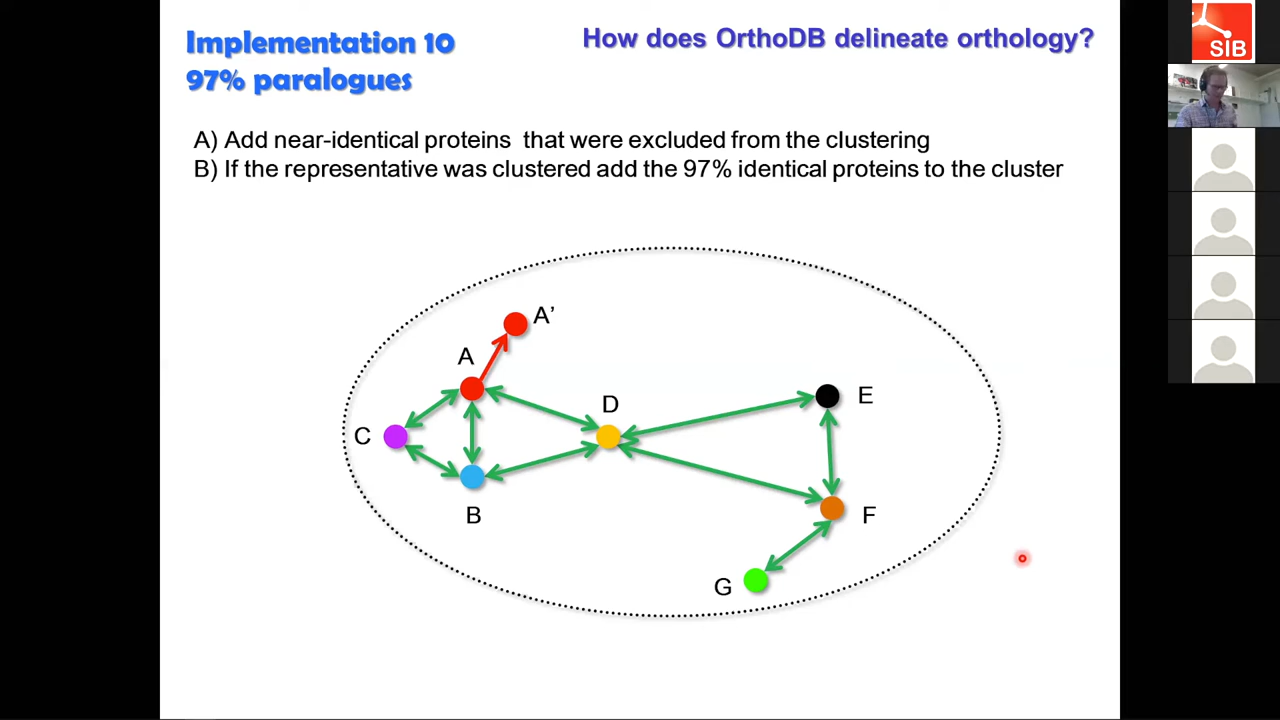 Implementation 10
97% paralogues
How does OrthoDB delineate orthology?
SIB
A) Add near-identical proteins that were excluded from the clustering
B) If the representative was clustered add the 97% identical proteins to the cluster
A’
A
D
E
C
B
F
G